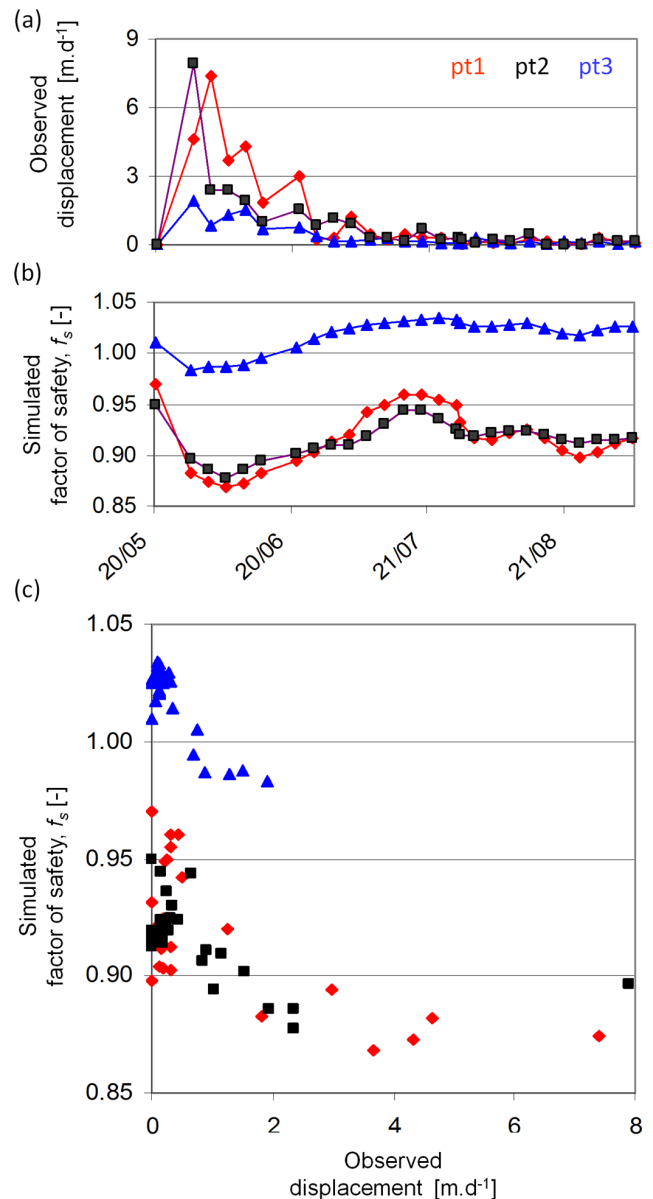 (a)
Observed
displacement [m.d-1]
9
6
3
0
pt1 pt2 pt3
(b)
Simulated
factor of safety, fs [-]
1.05
1.00
0.95
0.90
0.85
20/05 20/06 21/07 21/08
(c)
Simulated
factor of safety, fs [-]
1.05
1.00
0.95
0.90
0.85
0 2 4 6 8
Observed
displacement [m.d-1]